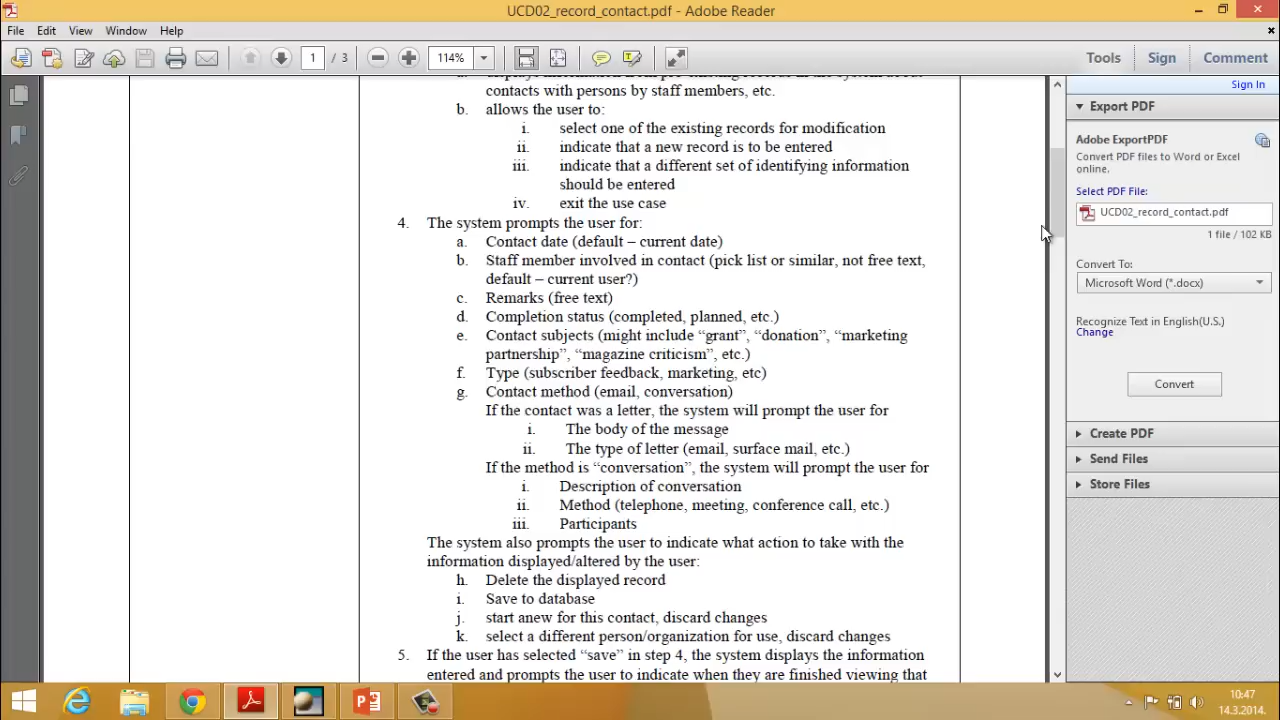 UCD02_record_contact.pdf - Adobe Reader
File Edit View Window Help
1 / 3 114% Tools Sign Comment
Sign In
contacts with persons by staff members, etc.
b. allows the user to:
i. select one of the existing records for modification
ii. indicate that a new record is to be entered
iii. indicate that a different set of identifying information
should be entered
iv. exit the use case
4. The system prompts the user for:
a. Contact date (default – current date)
b. Staff member involved in contact (pick list or similar, not free text,
default – current user?)
c. Remarks (free text)
d. Completion status (completed, planned, etc.)
e. Contact subjects (might include “grant”, “donation”, “marketing
partnership”, “magazine criticism”, etc.)
f. Type (subscriber feedback, marketing, etc)
g. Contact method (email, conversation)
If the contact was a letter, the system will prompt the user for
i. The body of the message
ii. The type of letter (email, surface mail, etc.)
If the method is “conversation”, the system will prompt the user for
i. Description of conversation
ii. Method (telephone, meeting, conference call, etc.)
iii. Participants
The system also prompts the user to indicate what action to take with the
information displayed/altered by the user:
h. Delete the displayed record
i. Save to database
j. start anew for this contact, discard changes
k. select a different person/organization for use, discard changes
5. If the user has selected “save” in step 4, the system displays the information
entered and prompts the user to indicate when they are finished viewing that
Export PDF
Adobe ExportPDF
Convert PDF files to Word or Excel
online.
Select PDF File:
UCD02_record_contact.pdf
1 file / 102 KB
Convert To:
Microsoft Word (*.docx)
Recognize Text in English(U.S.)
Change
Convert
Create PDF
Send Files
Store Files
10:47
14.3.2014.